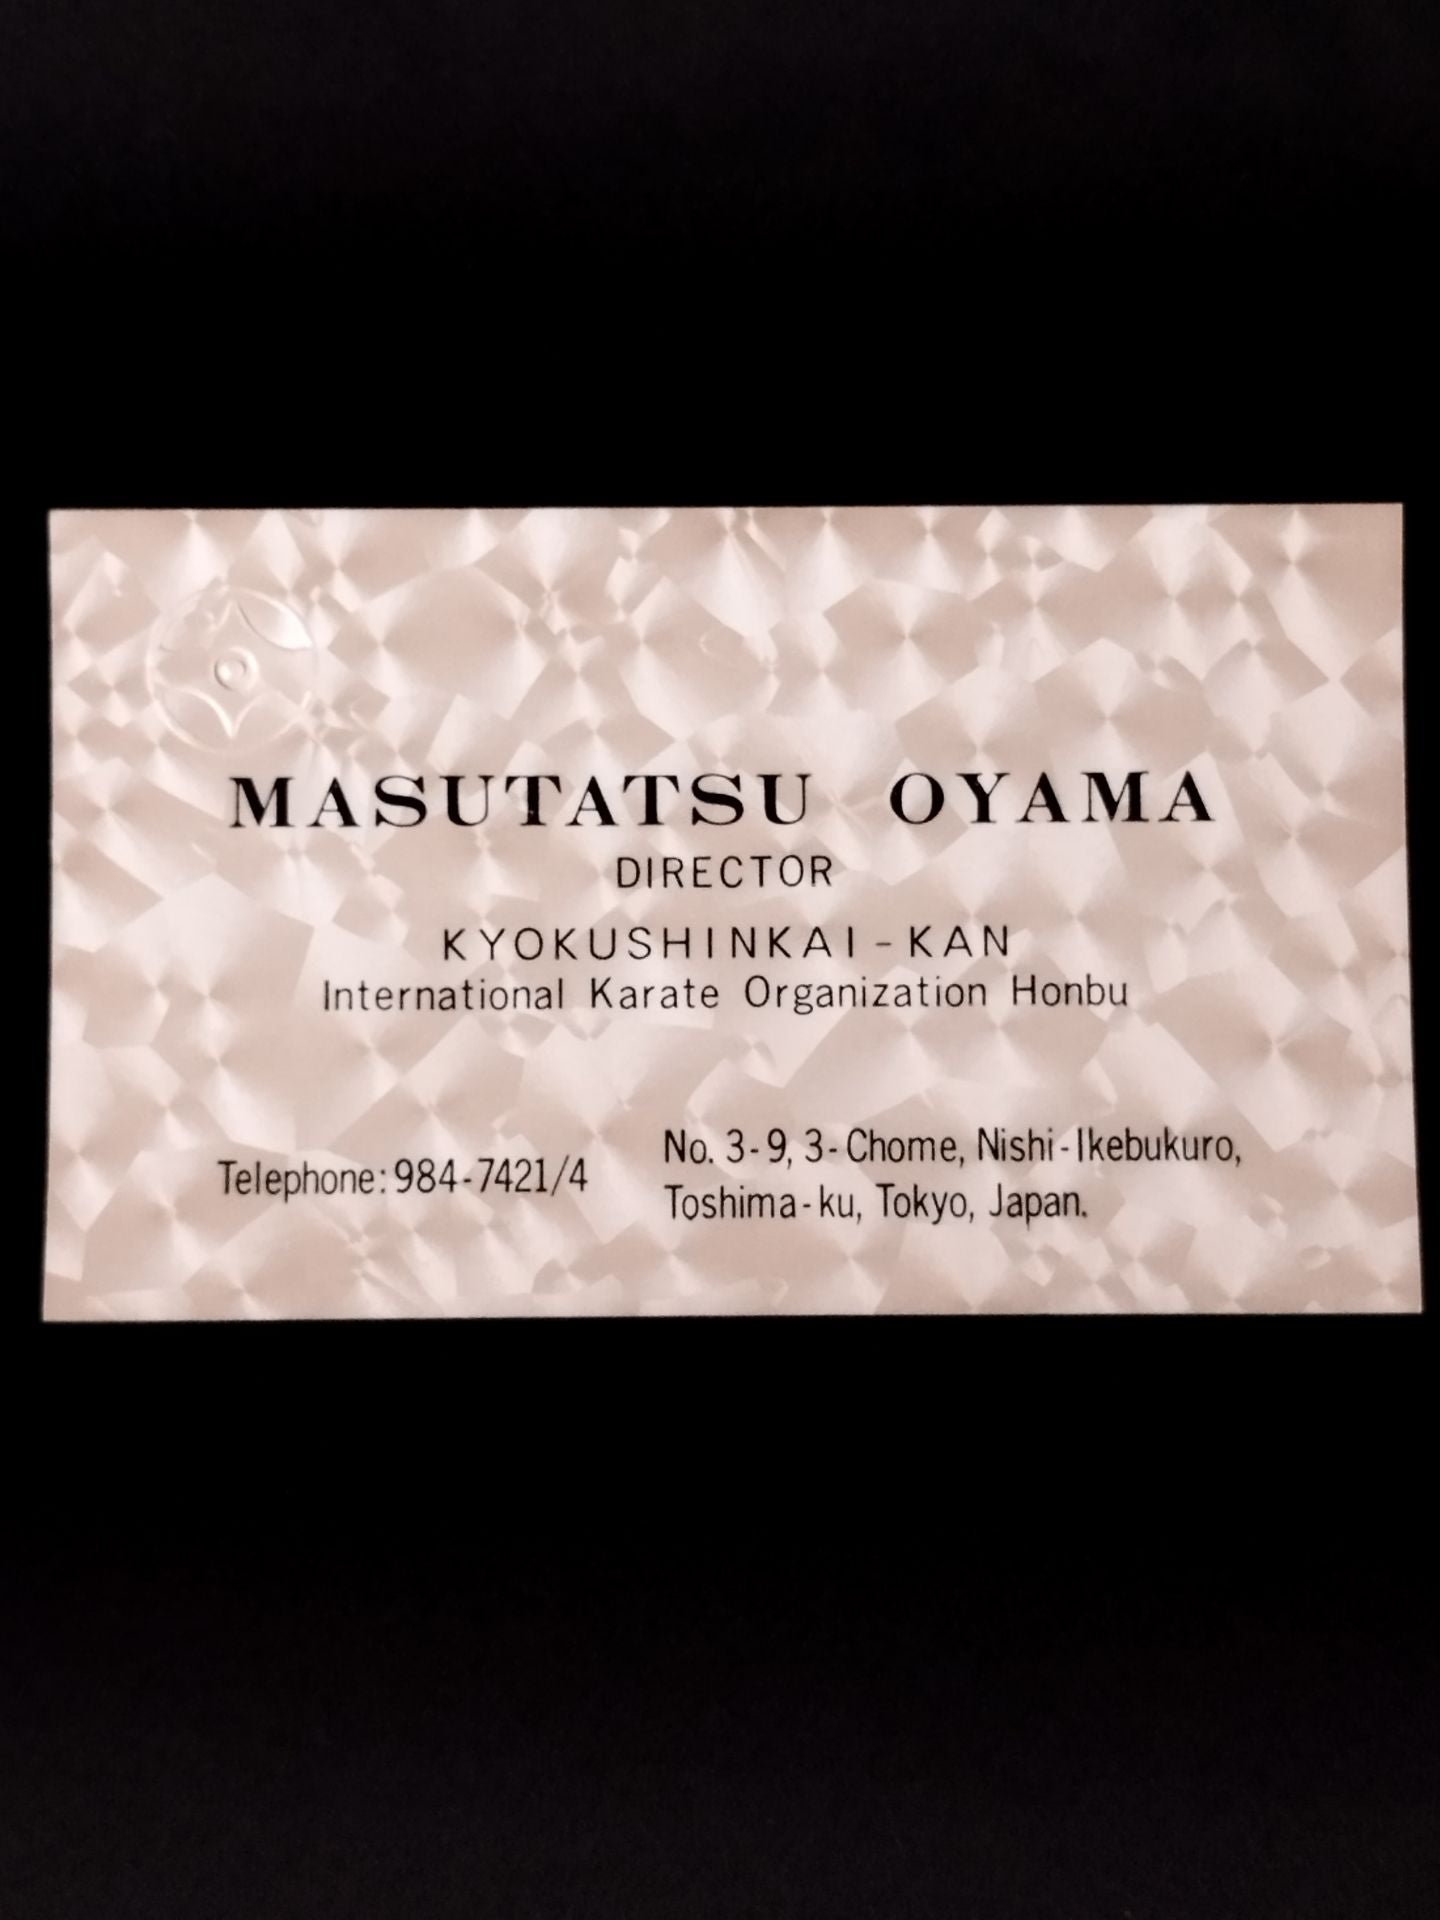 MASUTATSU OYAMA
DIRECTOR
KYOKUSHINKAI-KAN
International Karate Organization Honbu
Telephone: 984-7421/4
No. 3-9, 3-Chome, Nishi-Ikebukuro,
Toshima-ku, Tokyo, Japan.